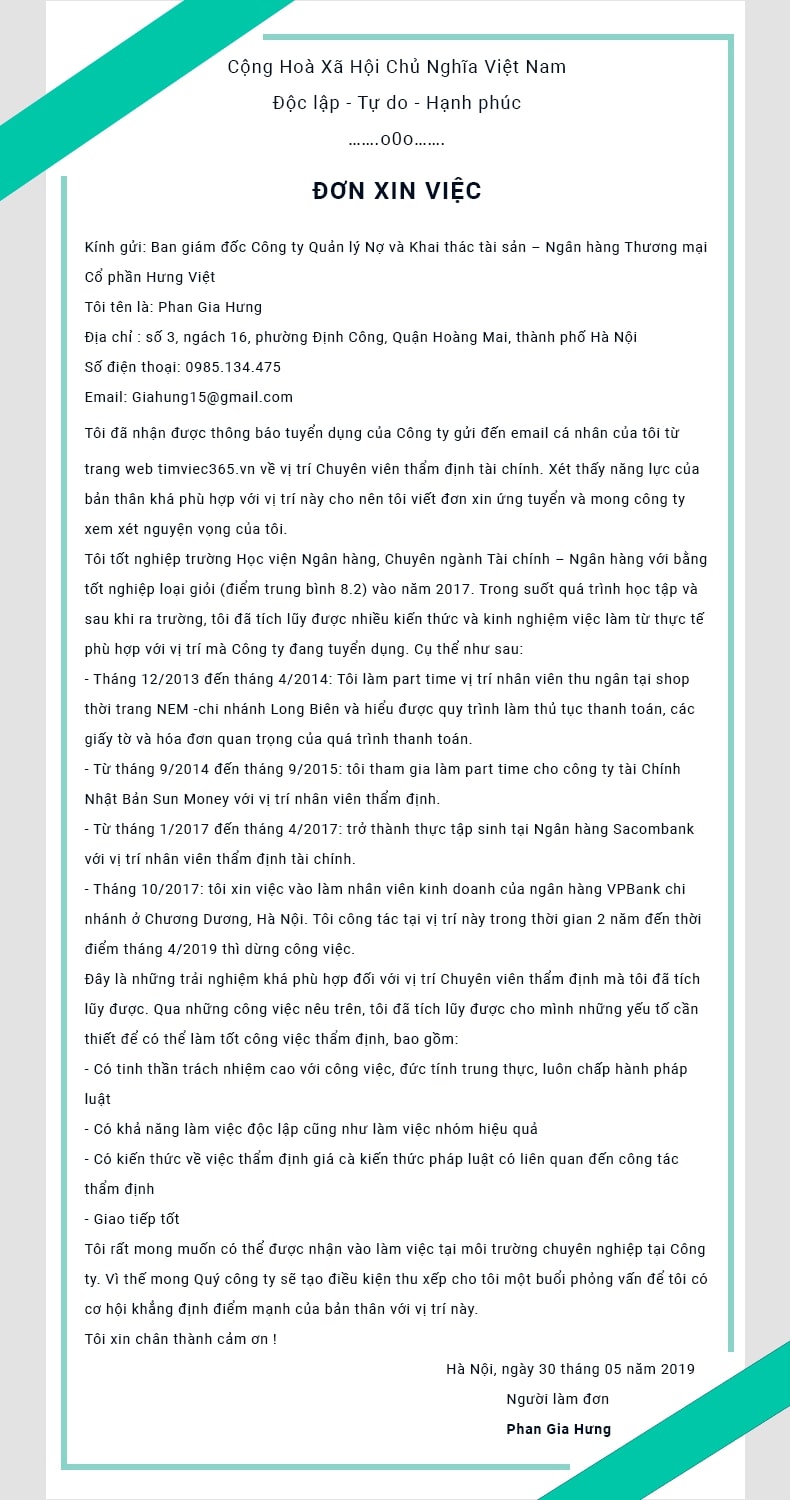 Cộng Hoà Xã Hội Chủ Nghĩa Việt Nam
Độc lập - Tự do - Hạnh phúc
…….o0o…….
ĐƠN XIN VIỆC
Kính gửi: Ban giám đốc Công ty Quản lý Nợ và Khai thác tài sản – Ngân hàng Thương mại
Cổ phần Hưng Việt
Tôi tên là: Phan Gia Hưng
Địa chỉ : số 3, ngách 16, phường Định Công, Quận Hoàng Mai, thành phố Hà Nội
Số điện thoại: 0985.134.475
Email: Giahung15@gmail.com
Tôi đã nhận được thông báo tuyển dụng của Công ty gửi đến email cá nhân của tôi từ
trang web timviec365.vn về vị trí Chuyên viên thẩm định tài chính. Xét thấy năng lực của
bản thân khá phù hợp với vị trí này cho nên tôi viết đơn xin ứng tuyển và mong công ty
xem xét nguyện vọng của tôi.
Tôi tốt nghiệp trường Học viện Ngân hàng, Chuyên ngành Tài chính – Ngân hàng với bằng
tốt nghiệp loại giỏi (điểm trung bình 8.2) vào năm 2017. Trong suốt quá trình học tập và
sau khi ra trường, tôi đã tích lũy được nhiều kiến thức và kinh nghiệm việc làm từ thực tế
phù hợp với vị trí mà Công ty đang tuyển dụng. Cụ thể như sau:
- Tháng 12/2013 đến tháng 4/2014: Tôi làm part time vị trí nhân viên thu ngân tại shop
thời trang NEM -chi nhánh Long Biên và hiểu được quy trình làm thủ tục thanh toán, các
giấy tờ và hóa đơn quan trọng của quá trình thanh toán.
- Từ tháng 9/2014 đến tháng 9/2015: tôi tham gia làm part time cho công ty tài Chính
Nhật Bản Sun Money với vị trí nhân viên thẩm định.
- Từ tháng 1/2017 đến tháng 4/2017: trở thành thực tập sinh tại Ngân hàng Sacombank
với vị trí nhân viên thẩm định tài chính.
- Tháng 10/2017: tôi xin việc vào làm nhân viên kinh doanh của ngân hàng VPBank chi
nhánh ở Chương Dương, Hà Nội. Tôi công tác tại vị trí này trong thời gian 2 năm đến thời
điểm tháng 4/2019 thì dừng công việc.
Đây là những trải nghiệm khá phù hợp đối với vị trí Chuyên viên thẩm định mà tôi đã tích
lũy được. Qua những công việc nêu trên, tôi đã tích lũy được cho mình những yếu tố cần
thiết để có thể làm tốt công việc thẩm định, bao gồm:
- Có tinh thần trách nhiệm cao với công việc, đức tính trung thực, luôn chấp hành pháp
luật
- Có khả năng làm việc độc lập cũng như làm việc nhóm hiệu quả
- Có kiến thức về việc thẩm định giá cà kiến thức pháp luật có liên quan đến công tác
thẩm định
- Giao tiếp tốt
Tôi rất mong muốn có thể được nhận vào làm việc tại môi trường chuyên nghiệp tại Công
ty. Vì thế mong Quý công ty sẽ tạo điều kiện thu xếp cho tôi một buổi phỏng vấn để tôi có
cơ hội khẳng định điểm mạnh của bản thân với vị trí này.
Tôi xin chân thành cảm ơn !
Hà Nội, ngày 30 tháng 05 năm 2019
Người làm đơn
Phan Gia Hưng